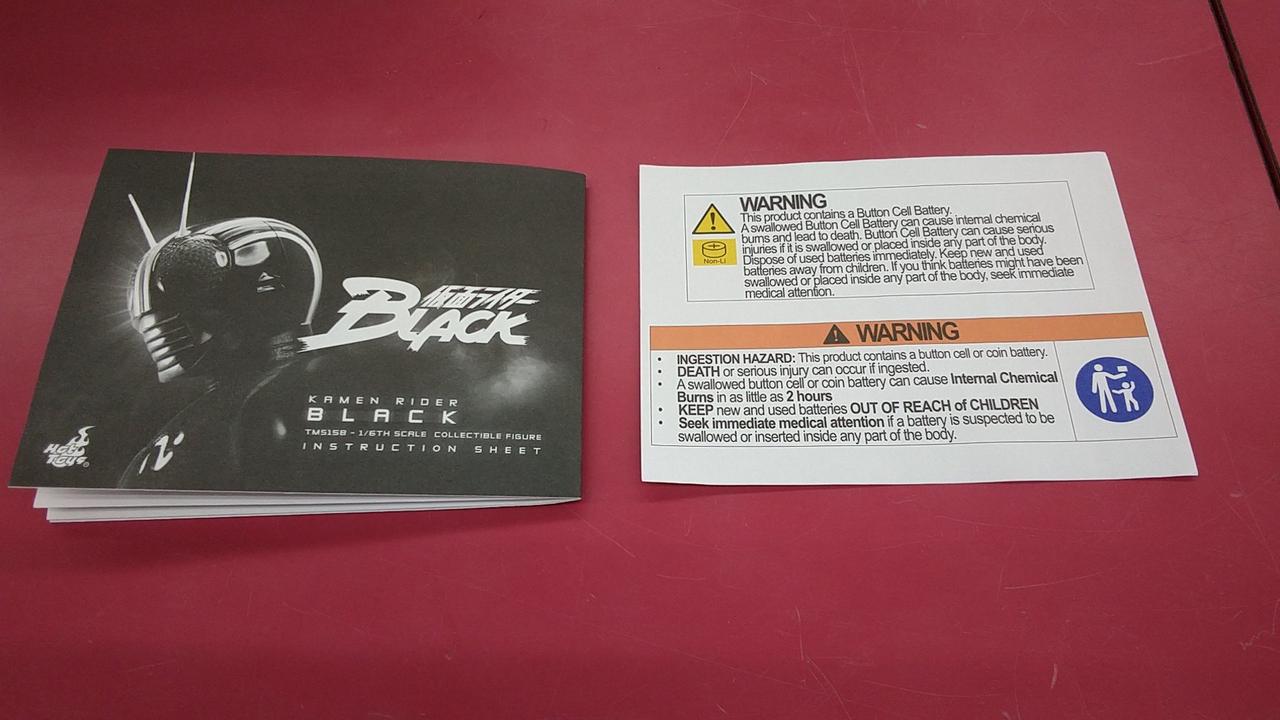 仮面ライダー
BLACK
KAMEN RIDER
BLACK
TMS158 - 1/6TH SCALE COLLECTIBLE FIGURE
INSTRUCTION SHEET
Hot
Toys®
WARNING
This product contains a Button Cell Battery.
A swallowed Button Cell Battery can cause internal chemical
burns and lead to death. Button Cell Battery can cause serious
injuries if it is swallowed or placed inside any part of the body.
Dispose of used batteries immediately. Keep new and used
batteries away from children. If you think batteries might have been
swallowed or placed inside any part of the body, seek immediate
medical attention.
Non-Li
WARNING
• INGESTION HAZARD: This product contains a button cell or coin battery.
• DEATH or serious injury can occur if ingested.
• A swallowed button cell or coin battery can cause Internal Chemical
Burns in as little as 2 hours
• KEEP new and used batteries OUT OF REACH of CHILDREN
• Seek immediate medical attention if a battery is suspected to be
swallowed or inserted inside any part of the body.